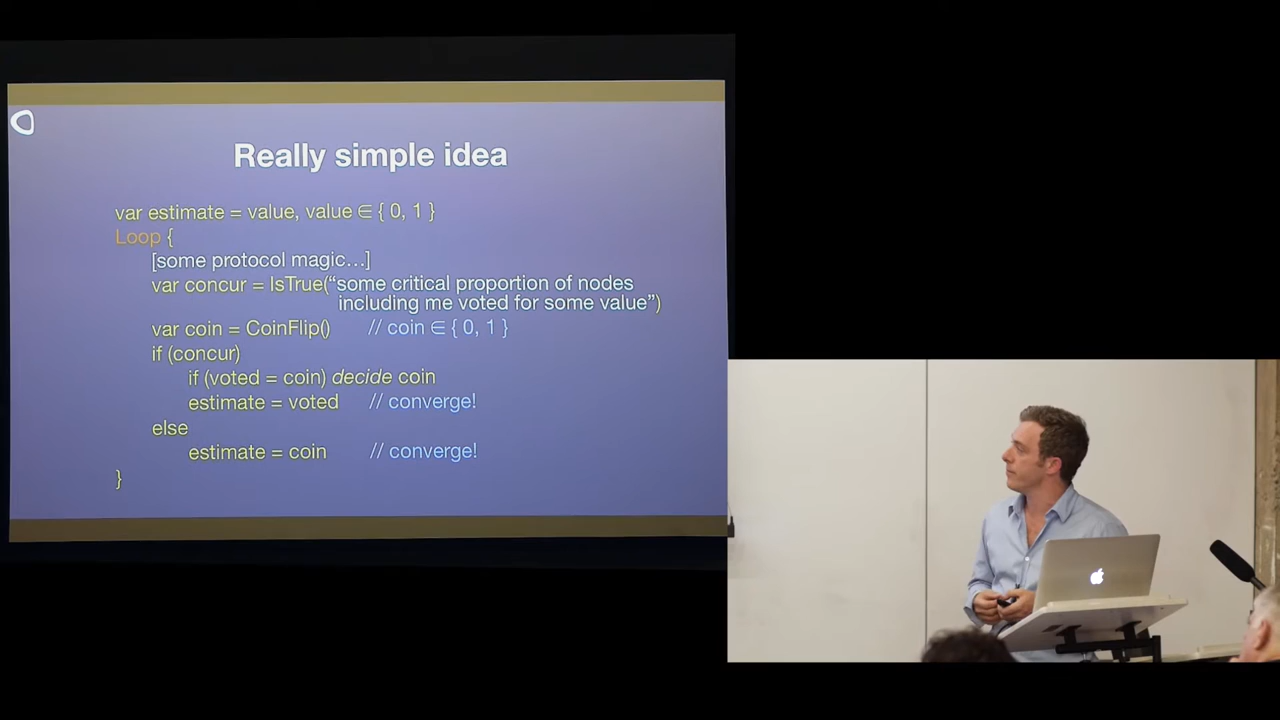 Really simple idea
var estimate = value, value ∈ { 0, 1 }
Loop {
[some protocol magic…]
var concur = IsTrue(“some critical proportion of nodes
including me voted for some value”)
var coin = CoinFlip() // coin ∈ { 0, 1 }
if (concur)
if (voted = coin) decide coin
estimate = voted // converge!
else
estimate = coin // converge!
}